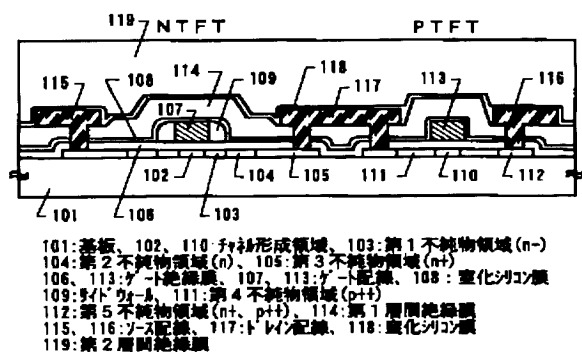 119 NTFT PTFT
115 108 107 114 109 118 117 113 116
101 106 102 103 104 105 111 110 112
101:基板、102、110:チャネル形成領域、103:第1不純物領域(n-)
104:第2不純物領域(n)、105:第3不純物領域(n+)
106、113:ゲート絶縁膜、107、113:ゲート配線、108:窒化シリコン膜
109:サイドウォール、111:第4不純物領域(p++)
112:第5不純物領域(n+、p++)、114:第1層間絶縁膜
115、116:ソース配線、117:ドレイン配線、118:窒化シリコン膜
119:第2層間絶縁膜